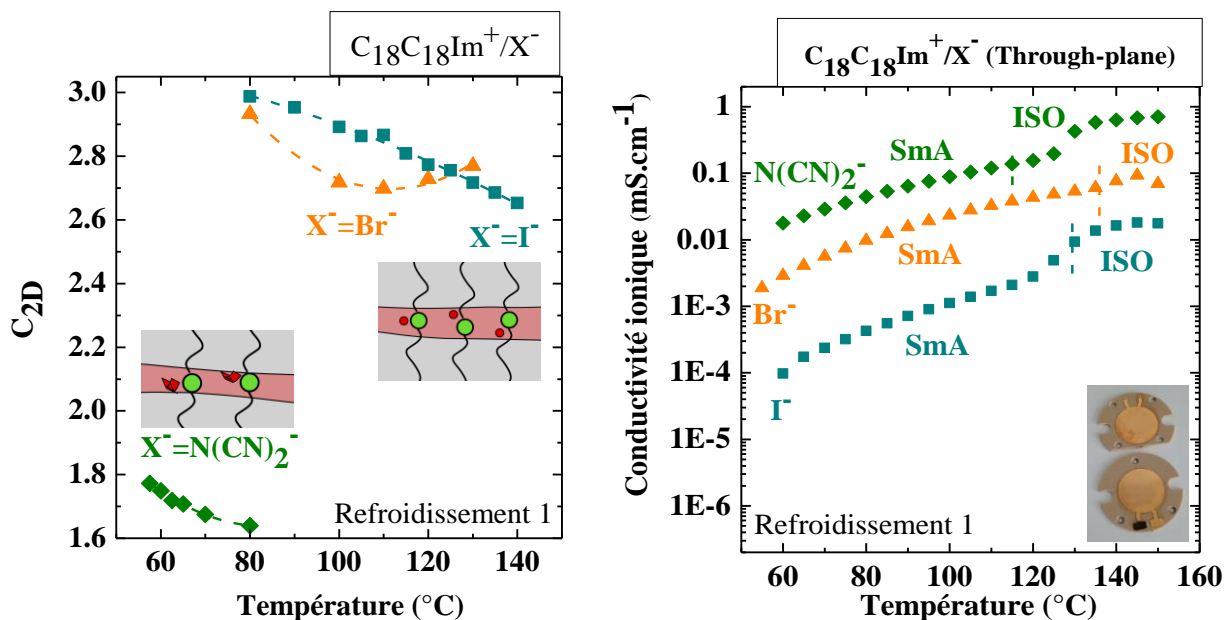 C18C18Im+/X-
3.0
2.8
2.6
2.4
2.2
2.0
1.8
1.6
C2D
X-=Br-
X-=I-
X-=N(CN)2-
Refroidissement 1
60
80
100
120
140
Température (°C)
C18C18Im+/X- (Through-plane)
1
0.1
0.01
1E-3
1E-4
1E-5
1E-6
Conductivité ionique (mS.cm-1)
ISO
SmA
N(CN)2-
ISO
SmA
ISO
Br-
SmA
I-
Refroidissement 1
60
80
100
120
140
160
Température (°C)